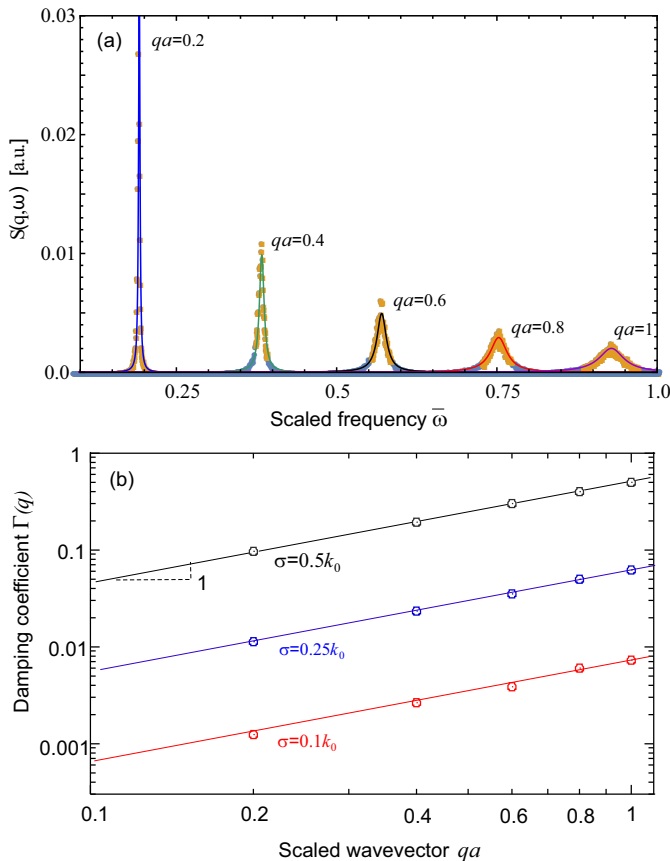 (a)
qa=0.2
qa=0.4
qa=0.6
qa=0.8
qa=1
S(q,ω) [a.u.]
0.03
0.02
0.01
0.0
0.25
0.5
0.75
1.0
Scaled frequency ω̅
(b)
Damping coefficient Γ(q)
1
0.1
0.01
0.001
1
σ=0.5k₀
σ=0.25k₀
σ=0.1k₀
0.1
0.2
0.4
0.6
0.8
1
Scaled wavevector qa